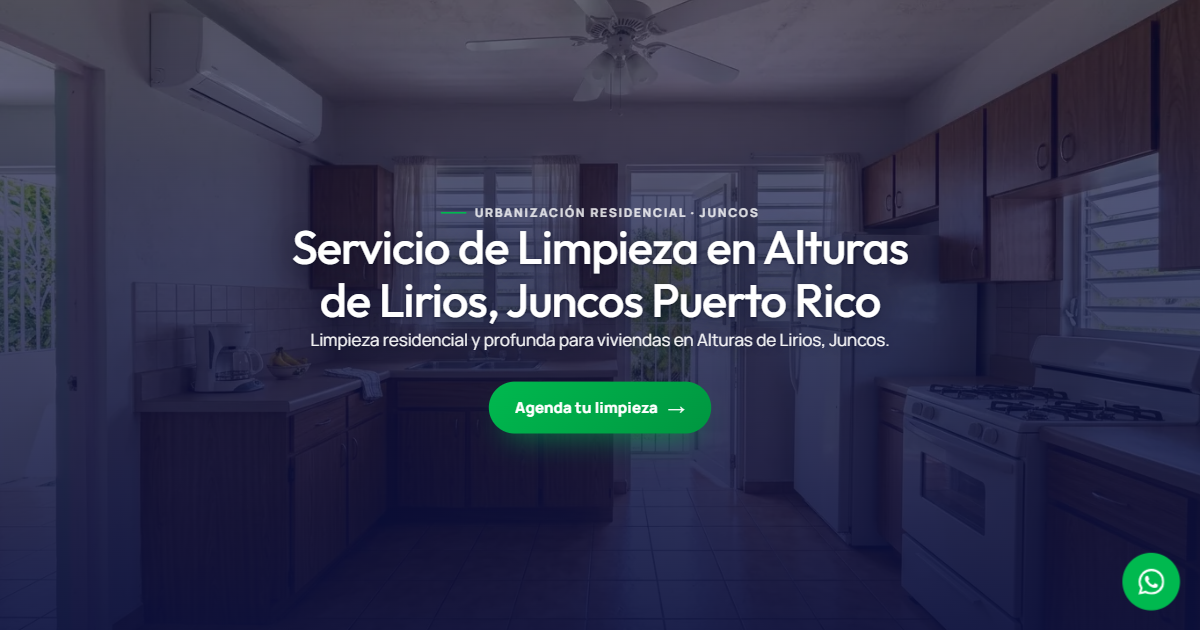 URBANIZACIÓN RESIDENCIAL · JUNCOS
Servicio de Limpieza en Alturas
de Lirios, Juncos Puerto Rico
Limpieza residencial y profunda para viviendas en Alturas de Lirios, Juncos.
Agenda tu limpieza →